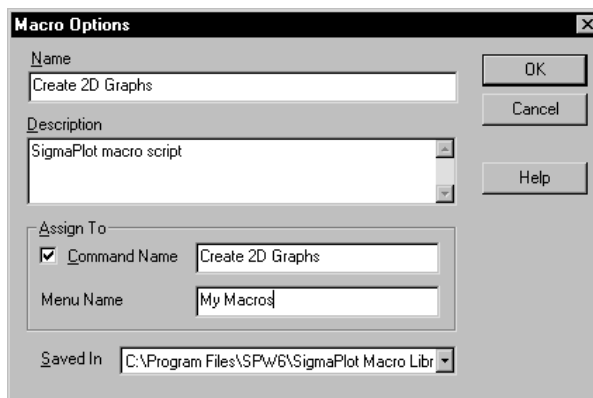 Macro Options
Name
Create 2D Graphs
OK
Cancel
Description
SigmaPlot macro script
Help
Assign To
Command Name
Create 2D Graphs
Menu Name
My Macros
Saved In
C:\Program Files\SPW6\SigmaPlot Macro Libr